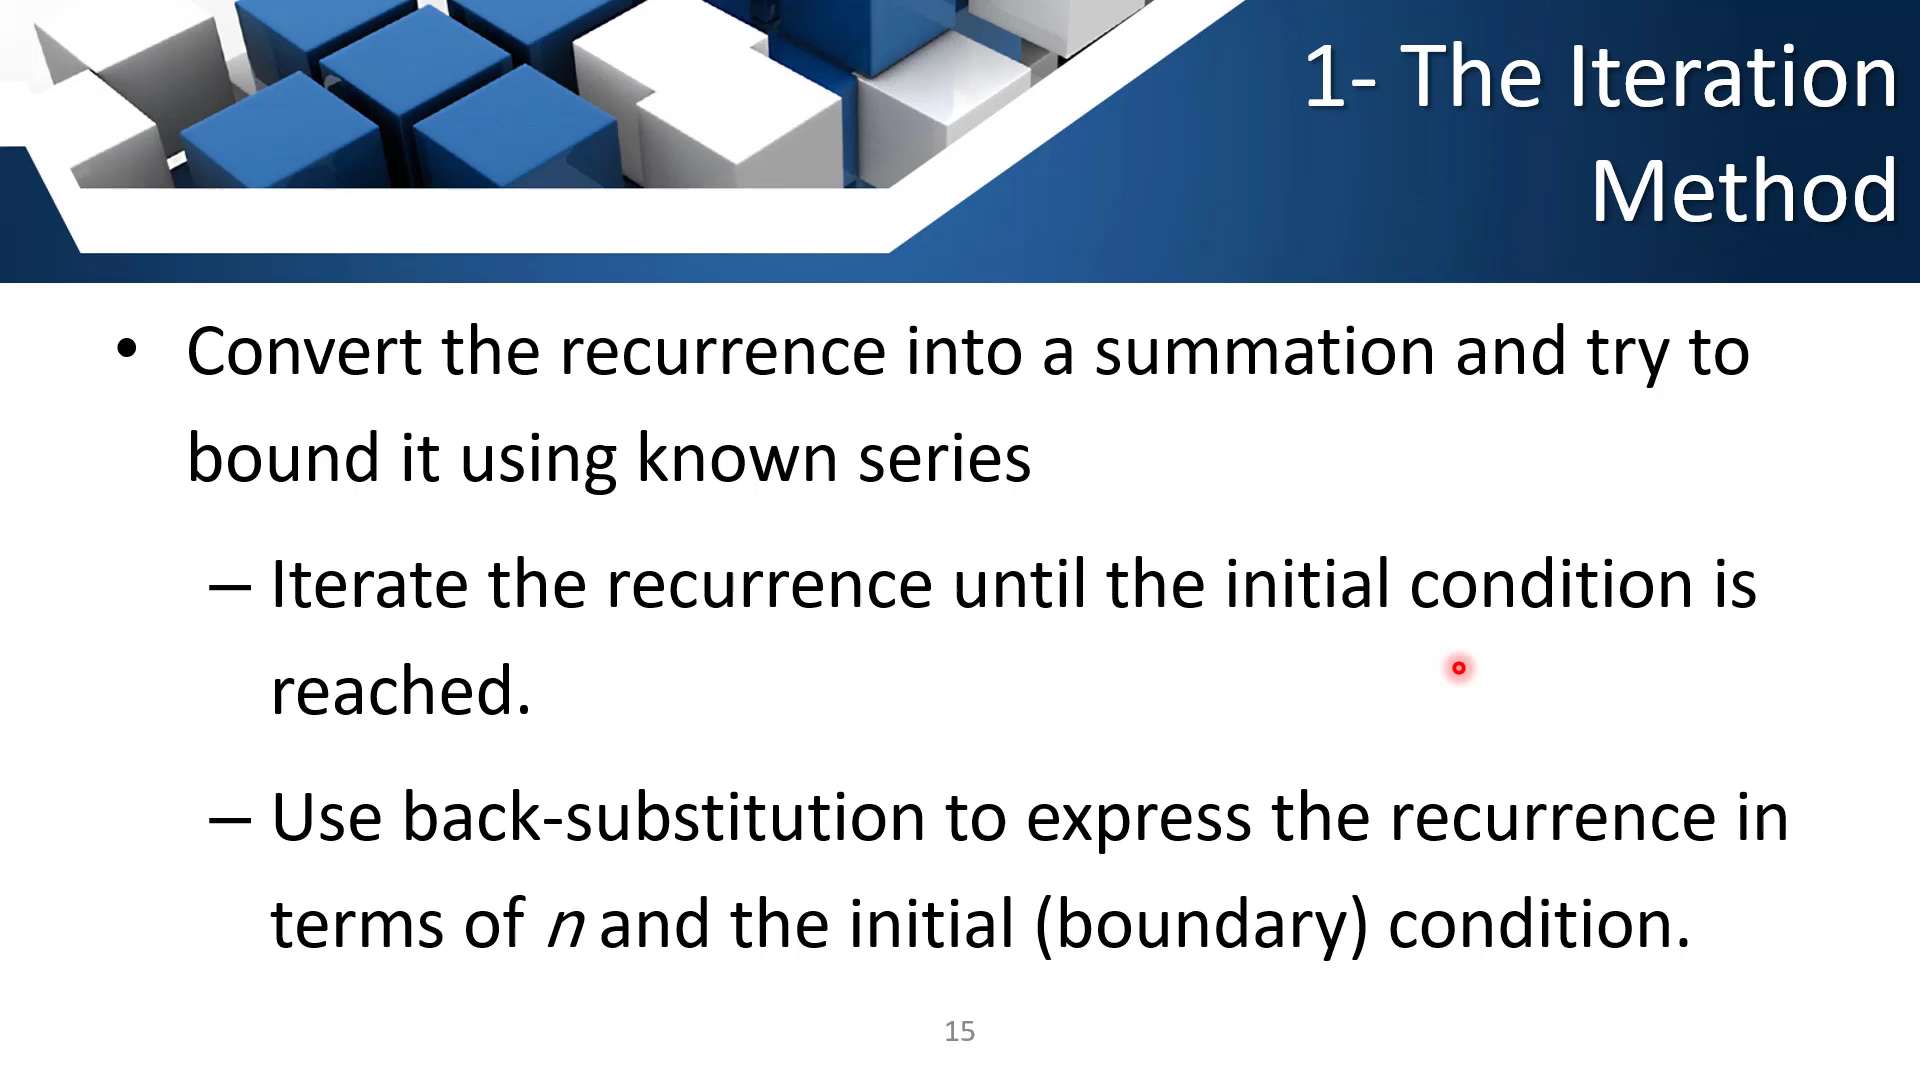 1- The Iteration
Method
• Convert the recurrence into a summation and try to
bound it using known series
– Iterate the recurrence until the initial condition is
reached.
– Use back-substitution to express the recurrence in
terms of n and the initial (boundary) condition.
15